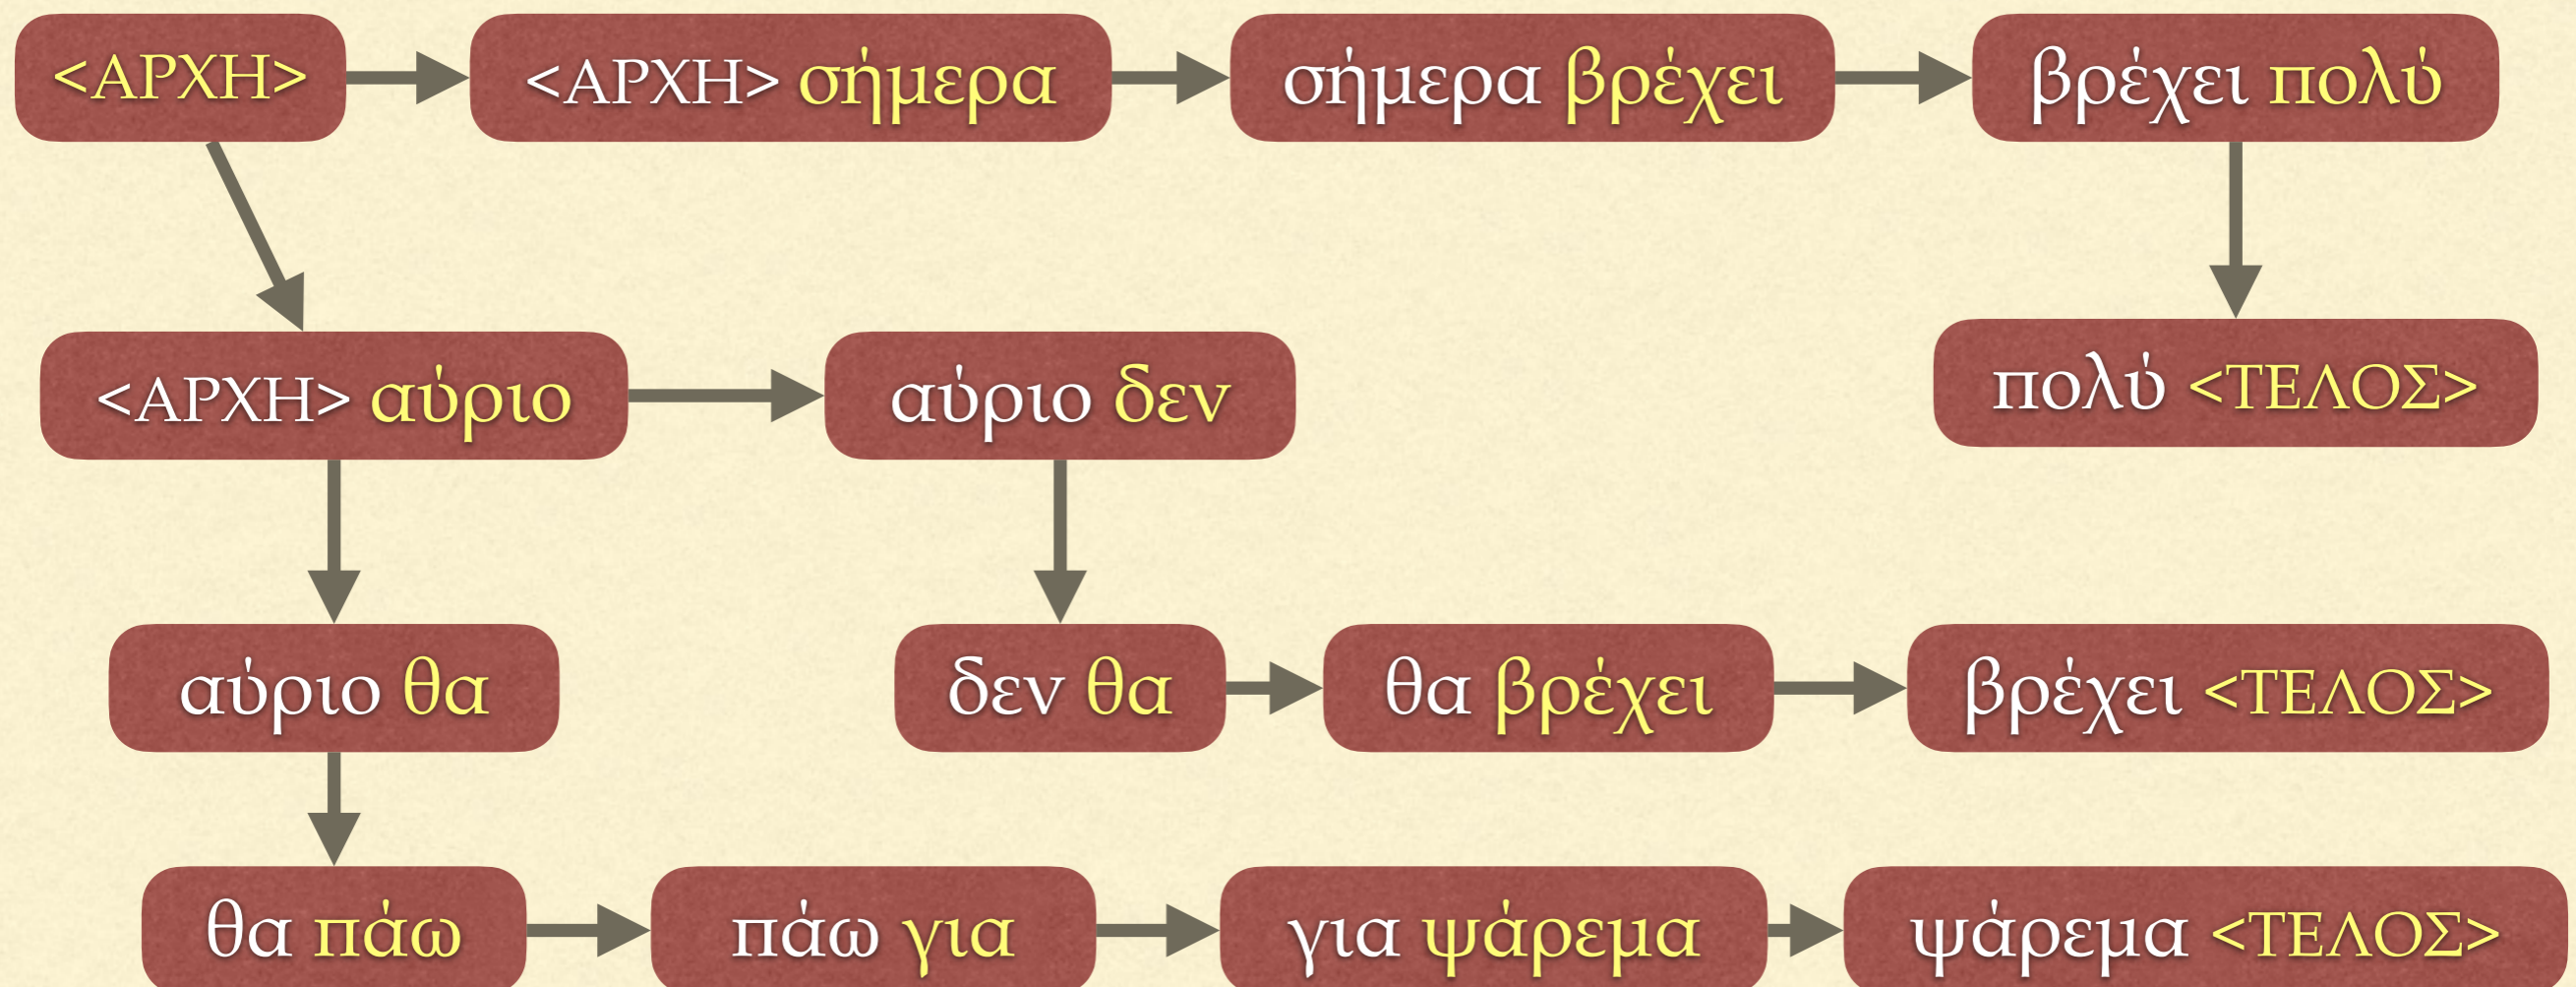 <ΑΡΧΗ> <ΑΡΧΗ> σήμερα σήμερα βρέχει βρέχει πολύ
<ΑΡΧΗ> αύριο αύριο δεν πολύ <ΤΕΛΟΣ>
αύριο θα δεν θα θα βρέχει βρέχει <ΤΕΛΟΣ>
θα πάω πάω για για ψάρεμα ψάρεμα <ΤΕΛΟΣ>